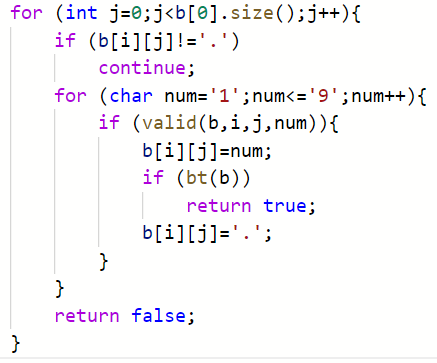 for (int j=0;j<b[0].size();j++){
    if (b[i][j]!='.')
        continue;
    for (char num='1';num<='9';num++){
        if (valid(b,i,j,num)){
            b[i][j]=num;
            if (bt(b))
                return true;
            b[i][j]='.';
        }
    }
    return false;
}